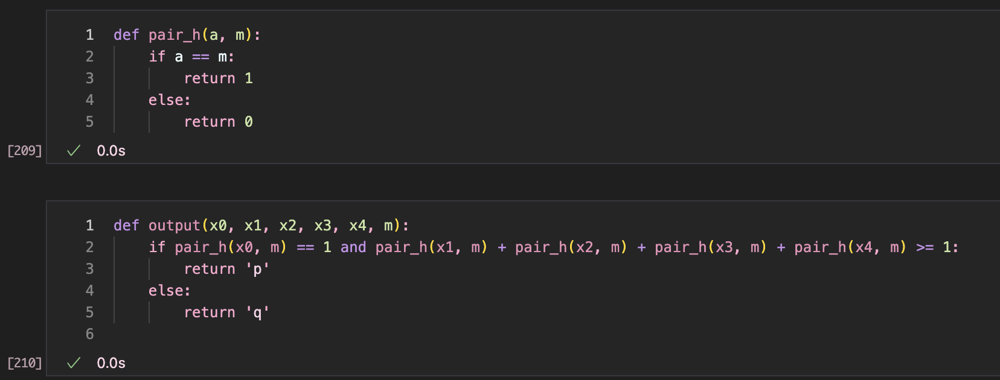 1 def pair_h(a, m):
2     if a == m:
3         return 1
4     else:
5         return 0
[209] ✓ 0.0s
1 def output(x0, x1, x2, x3, x4, m):
2     if pair_h(x0, m) == 1 and pair_h(x1, m) + pair_h(x2, m) + pair_h(x3, m) + pair_h(x4, m) >= 1:
3         return 'p'
4     else:
5         return 'q'
6
[210] ✓ 0.0s